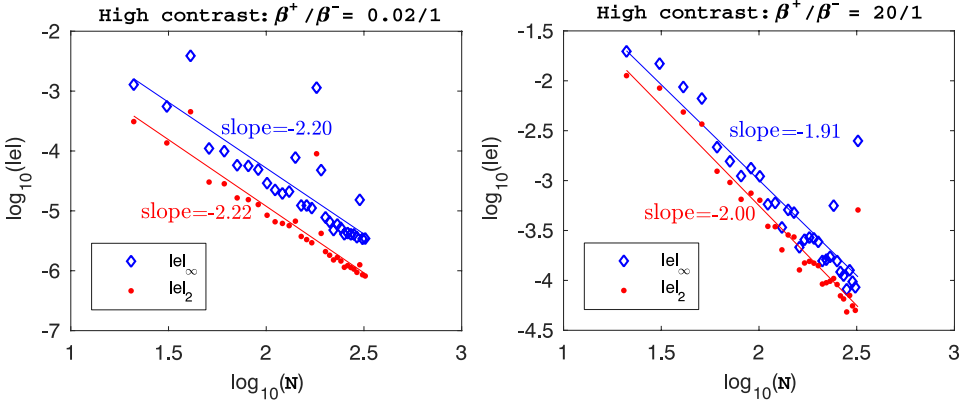 High contrast: β⁺/β⁻ = 0.02/1
-2
-3
-4
-5
-6
-7
log₁₀(|e|)
slope=-2.20
slope=-2.22
|e|∞
|e|₂
1
1.5
2
2.5
3
log₁₀(N)
High contrast: β⁺/β⁻ = 20/1
-1.5
-2
-2.5
-3
-3.5
-4
-4.5
log₁₀(|e|)
slope=-1.91
slope=-2.00
|e|∞
|e|₂
1
1.5
2
2.5
3
log₁₀(N)